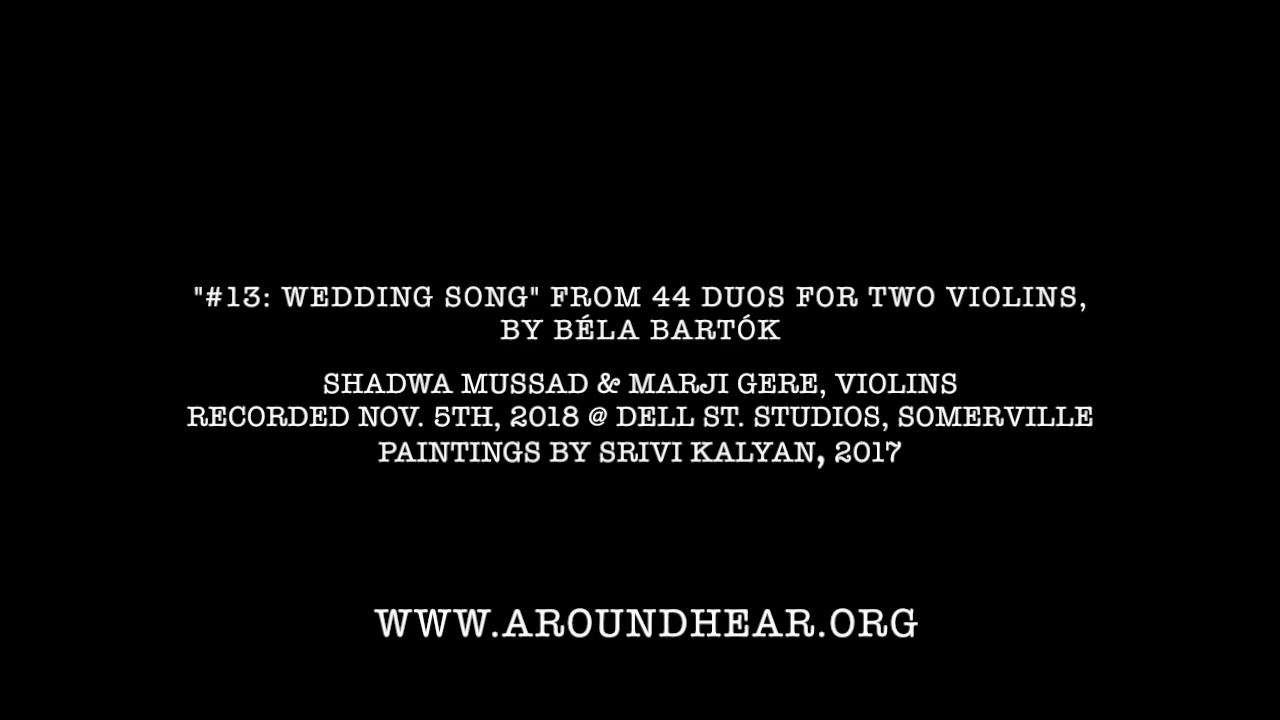 "#13: WEDDING SONG" FROM 44 DUOS FOR TWO VIOLINS,
BY BÉLA BARTÓK
SHADWA MUSSAD & MARJI GERE, VIOLINS
RECORDED NOV. 5TH, 2018 @ DELL ST. STUDIOS, SOMERVILLE
PAINTINGS BY SRIVI KALYAN, 2017
WWW.AROUNDHEAR.ORG